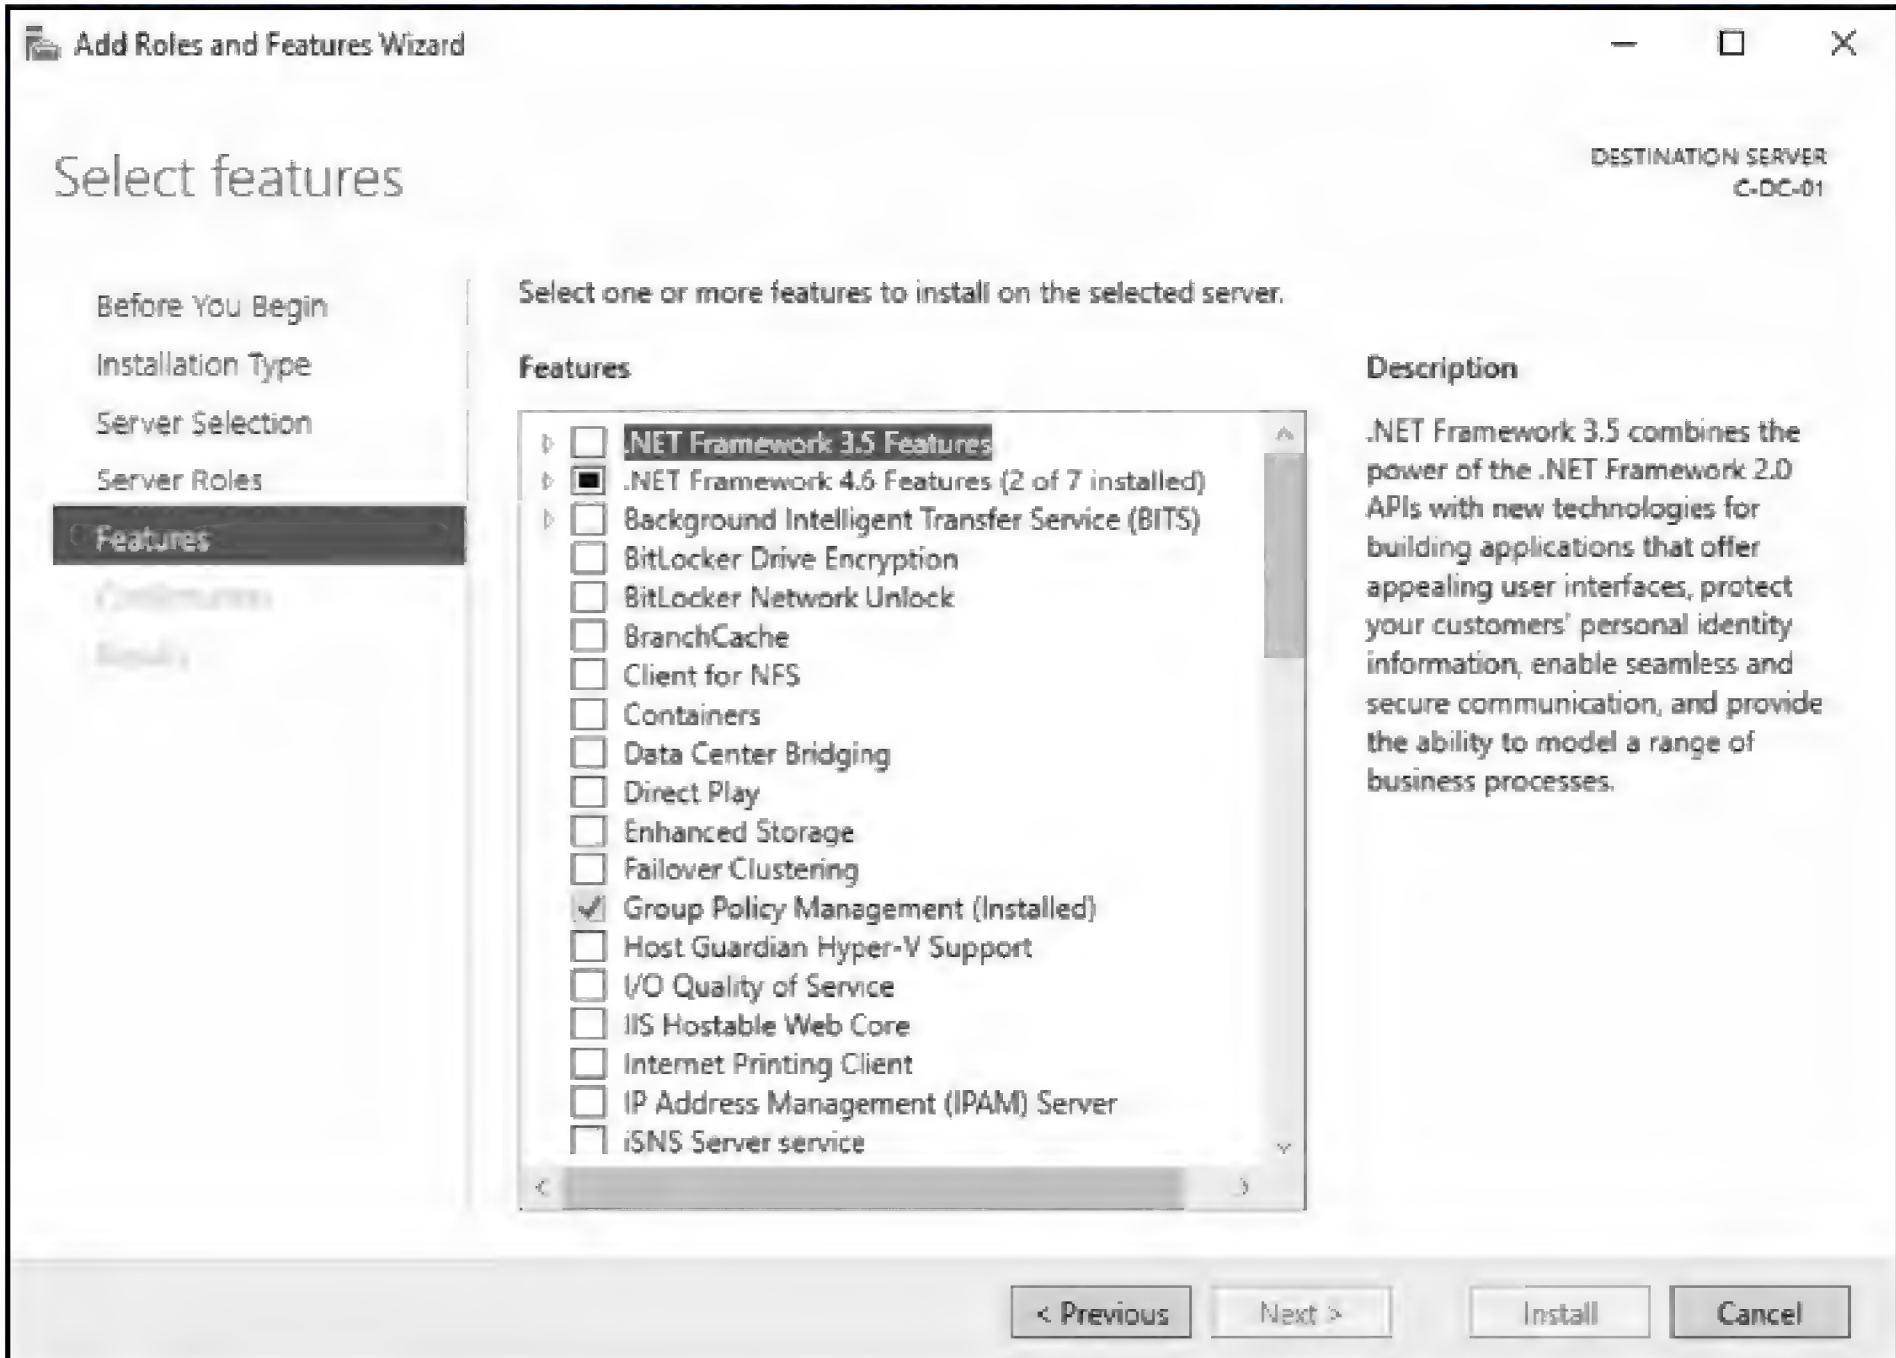 Add Roles and Features Wizard
Select features
DESTINATION SERVER
C-DC-01
Before You Begin
Installation Type
Server Selection
Server Roles
Features
Confirmation
Results
Select one or more features to install on the selected server.
Features
.NET Framework 3.5 Features
.NET Framework 4.6 Features (2 of 7 installed)
Background Intelligent Transfer Service (BITS)
BitLocker Drive Encryption
BitLocker Network Unlock
BranchCache
Client for NFS
Containers
Data Center Bridging
Direct Play
Enhanced Storage
Failover Clustering
Group Policy Management (Installed)
Host Guardian Hyper-V Support
I/O Quality of Service
IIS Hostable Web Core
Internet Printing Client
IP Address Management (IPAM) Server
iSNS Server service
Description
.NET Framework 3.5 combines the
power of the .NET Framework 2.0
APIs with new technologies for
building applications that offer
appealing user interfaces, protect
your customers' personal identity
information, enable seamless and
secure communication, and provide
the ability to model a range of
business processes.
< Previous
Next >
Install
Cancel